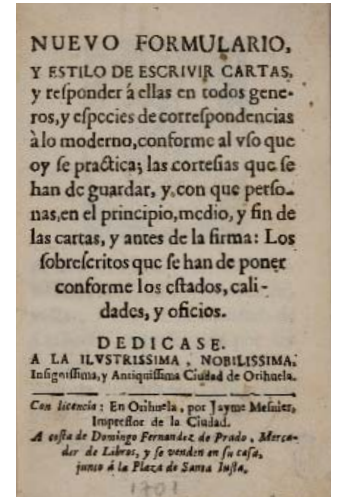 NUEVO FORMULARIO,
Y ESTILO DE ESCRIVIR CARTAS,
y reſponder á ellas en todos gene-
ros, y eſpecies de correſpondencias
à lo moderno, conforme al vſo que
oy ſe practica; las corteſias que ſe
han de guardar, y, con que perſo-
nas, en el principio, medio, y fin de
las cartas, y antes de la firma: Los
ſobreſcritos que ſe han de poner
conforme los eſtados, cali-
dades, y oficios.
DEDICASE.
A LA ILVSTRISSIMA, NOBILISSIMA,
Inſigniſſima, y Antiquiſſima Ciudad de Orihuela.
Con licencia: En Orihuela, por Jayme Meſnier,
Impreſſor de la Ciudad.
A coſta de Domingo Fernandez de Prado, Merca-
der de Libros, y ſe venden en ſu caſa,
junto á la Plaza de Santa Iuſta.
1701